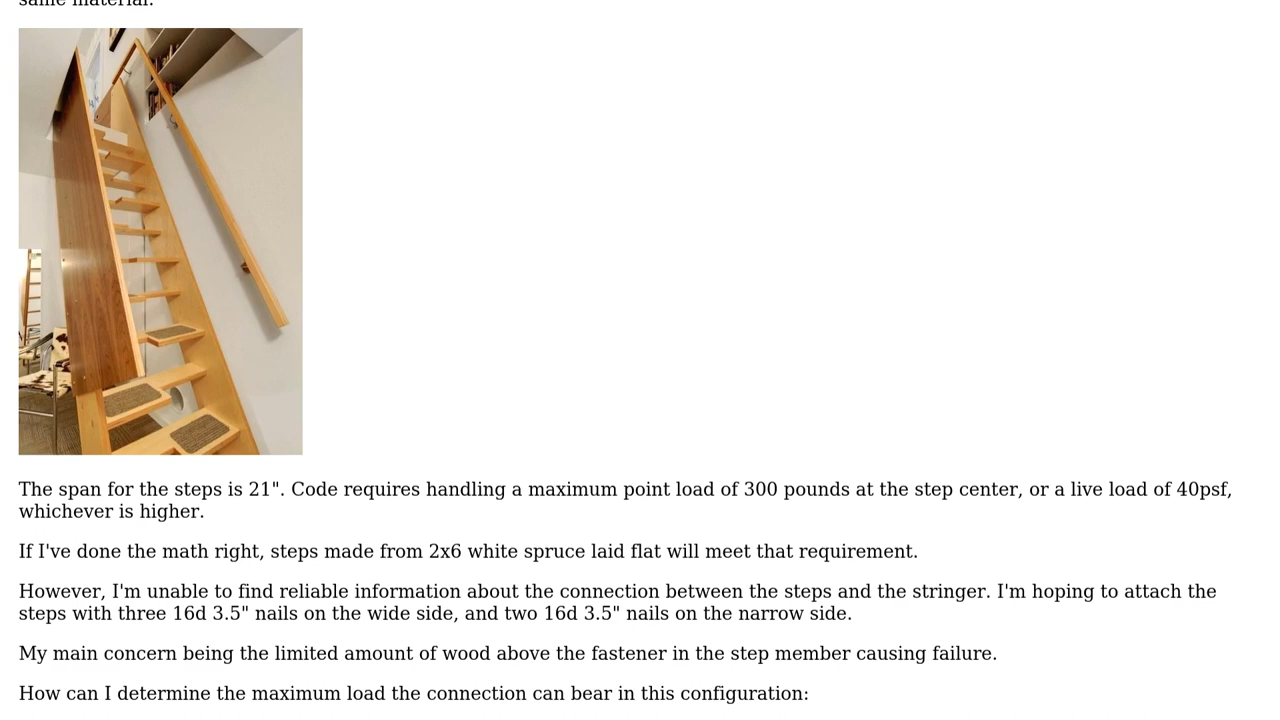 same material.
The span for the steps is 21". Code requires handling a maximum point load of 300 pounds at the step center, or a live load of 40psf,
whichever is higher.
If I've done the math right, steps made from 2x6 white spruce laid flat will meet that requirement.
However, I'm unable to find reliable information about the connection between the steps and the stringer. I'm hoping to attach the
steps with three 16d 3.5" nails on the wide side, and two 16d 3.5" nails on the narrow side.
My main concern being the limited amount of wood above the fastener in the step member causing failure.
How can I determine the maximum load the connection can bear in this configuration: